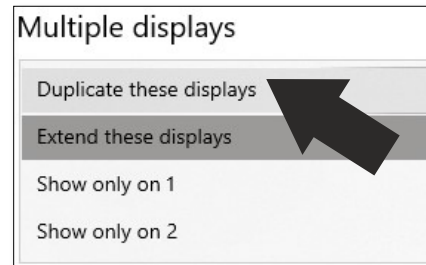 Multiple displays
Duplicate these displays
Extend these displays
Show only on 1
Show only on 2